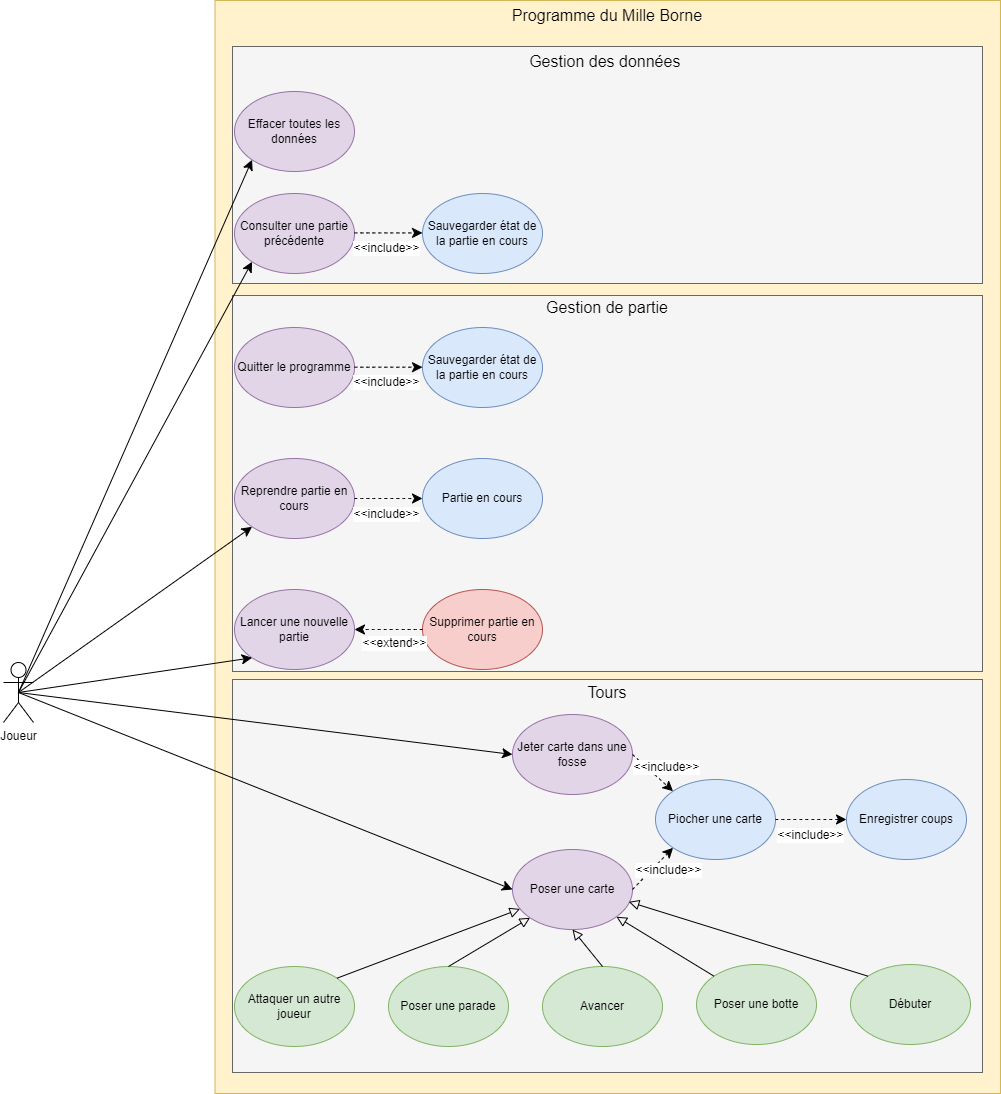 Programme du Mille Borne
Gestion des données
Effacer toutes les
données
Consulter une partie
précédente
<<include>>
Sauvegarder état de
la partie en cours
Gestion de partie
Quitter le programme
<<include>>
Sauvegarder état de
la partie en cours
Reprendre partie en
cours
<<include>>
Partie en cours
Lancer une nouvelle
partie
<<extend>>
Supprimer partie en
cours
Joueur
Tours
Jeter carte dans une
fosse
<<include>>
Piocher une carte
<<include>>
Enregistrer coups
<<include>>
Poser une carte
Attaquer un autre
joueur
Poser une parade
Avancer
Poser une botte
Débuter